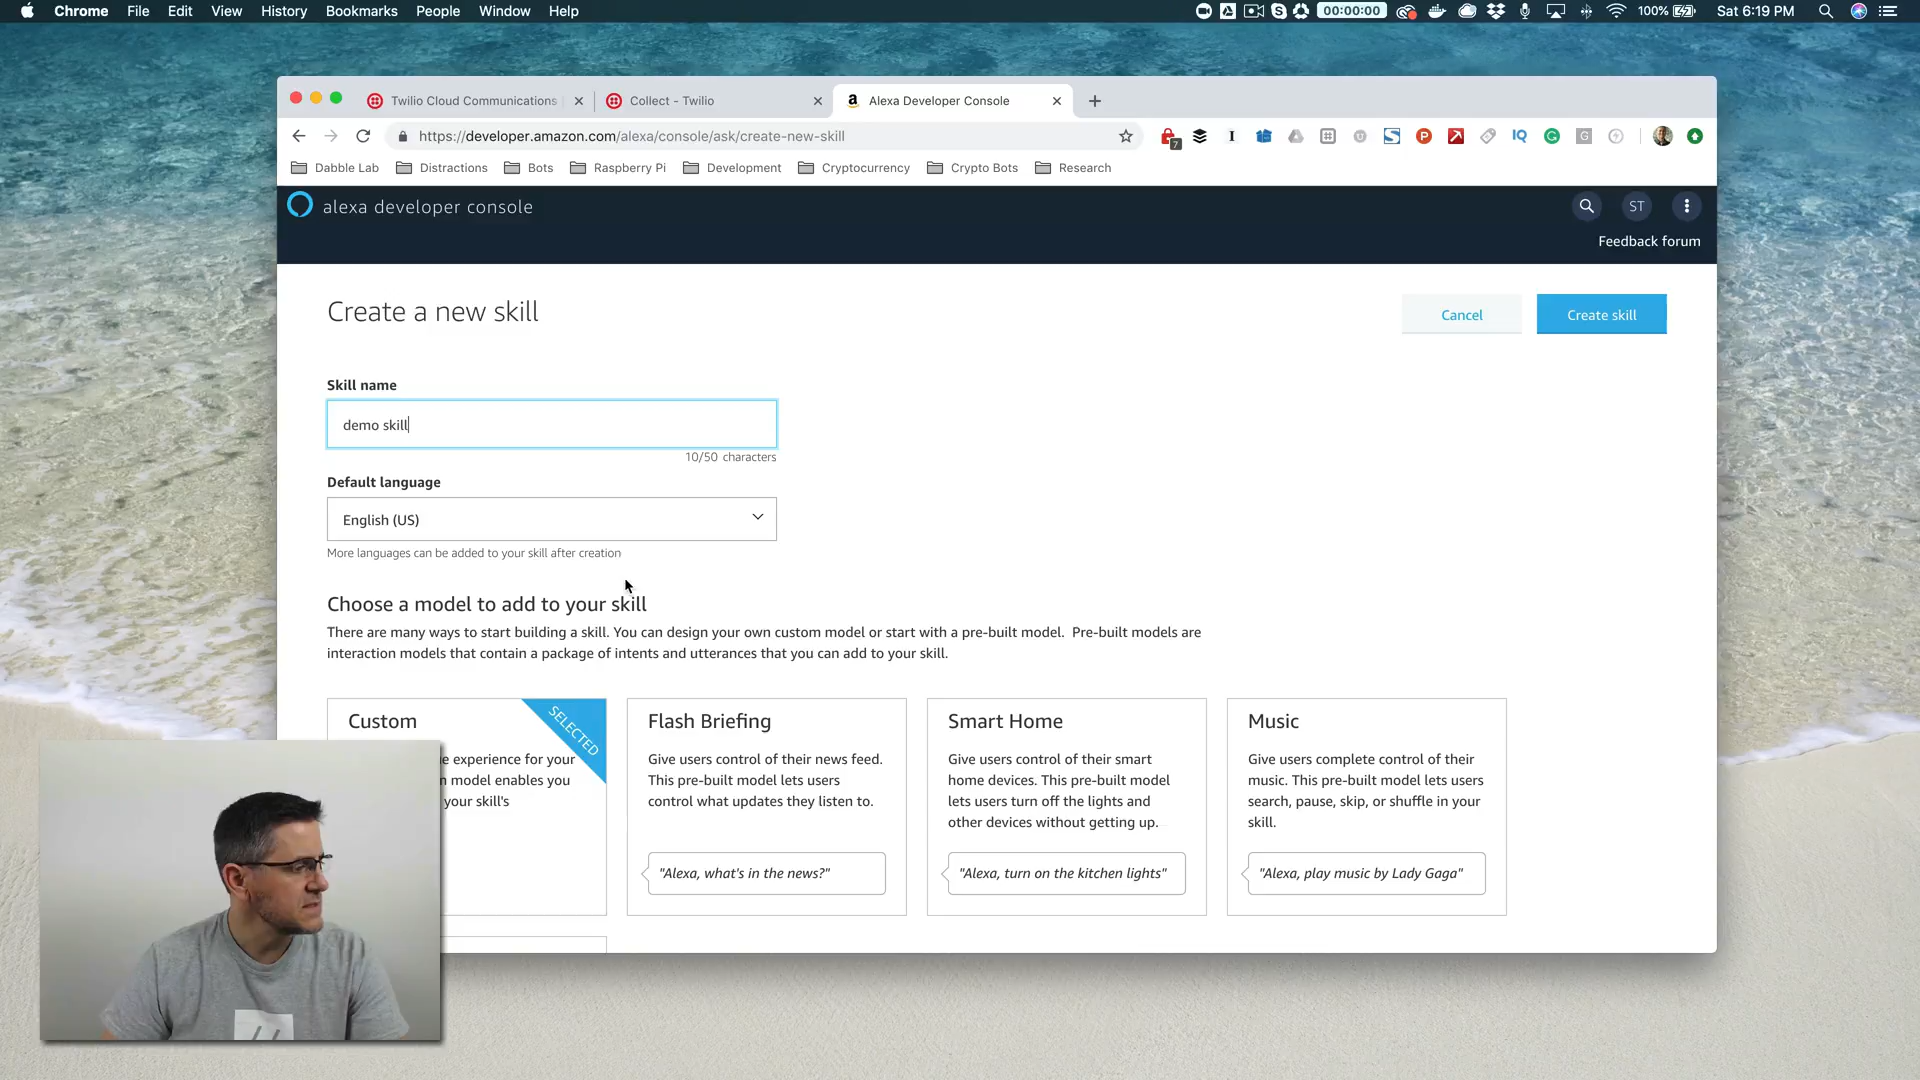 Chrome File Edit View History Bookmarks People Window Help 00:00:00 100% Sat 6:19 PM
Twilio Cloud Communications Collect - Twilio Alexa Developer Console
https://developer.amazon.com/alexa/console/ask/create-new-skill
Dabble Lab Distractions Bots Raspberry Pi Development Cryptocurrency Crypto Bots Research
alexa developer console ST
Feedback forum
Create a new skill Cancel Create skill
Skill name
demo skill
10/50 characters
Default language
English (US)
More languages can be added to your skill after creation
Choose a model to add to your skill
There are many ways to start building a skill. You can design your own custom model or start with a pre-built model. Pre-built models are
interaction models that contain a package of intents and utterances that you can add to your skill.
Custom
SELECTED
experience for your
model enables you
your skill's
Flash Briefing
Give users control of their news feed.
This pre-built model lets users
control what updates they listen to.
"Alexa, what's in the news?"
Smart Home
Give users control of their smart
home devices. This pre-built model
lets users turn off the lights and
other devices without getting up.
"Alexa, turn on the kitchen lights"
Music
Give users complete control of their
music. This pre-built model lets users
search, pause, skip, or shuffle in your
skill.
"Alexa, play music by Lady Gaga"